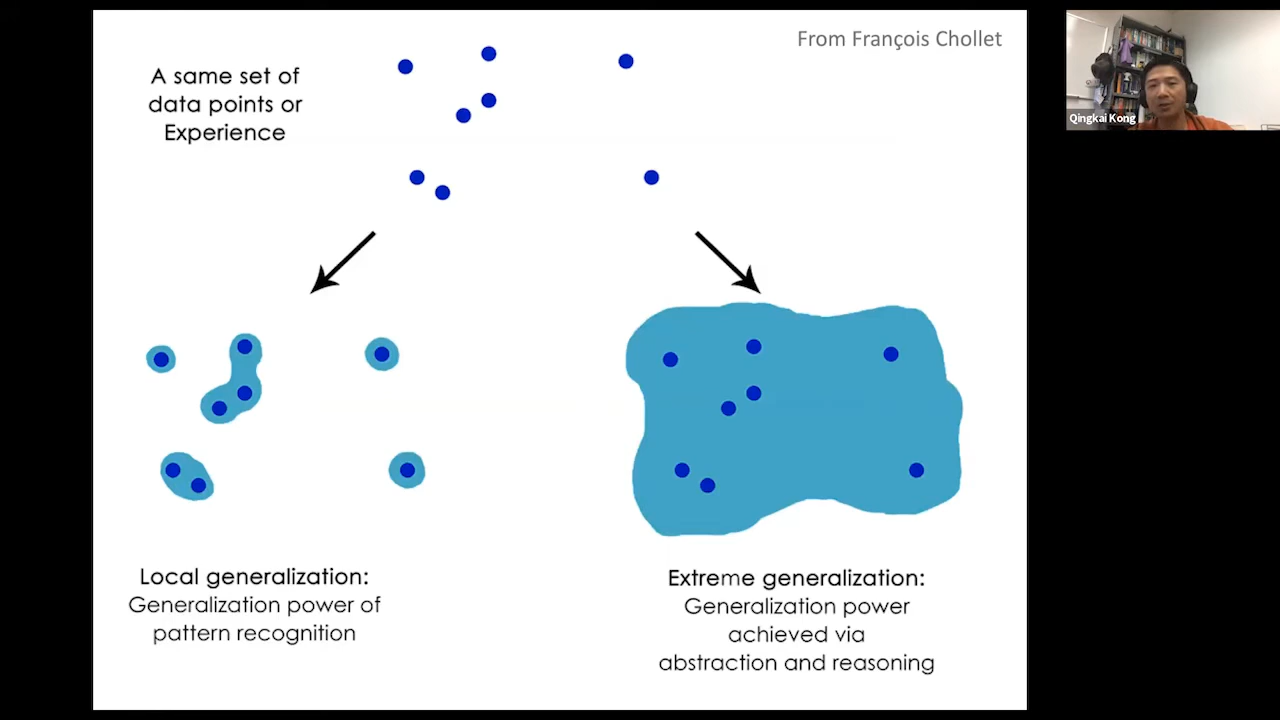 From François Chollet
A same set of
data points or
Experience
Qingkai Kong
Local generalization:
Generalization power of
pattern recognition
Extreme generalization:
Generalization power
achieved via
abstraction and reasoning